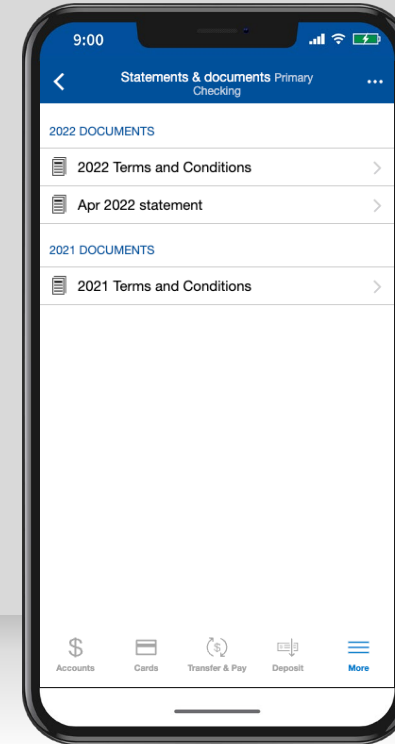 9:00
Statements & documents Primary
Checking
2022 DOCUMENTS
2022 Terms and Conditions
Apr 2022 statement
2021 DOCUMENTS
2021 Terms and Conditions
Accounts Cards Transfer & Pay Deposit More